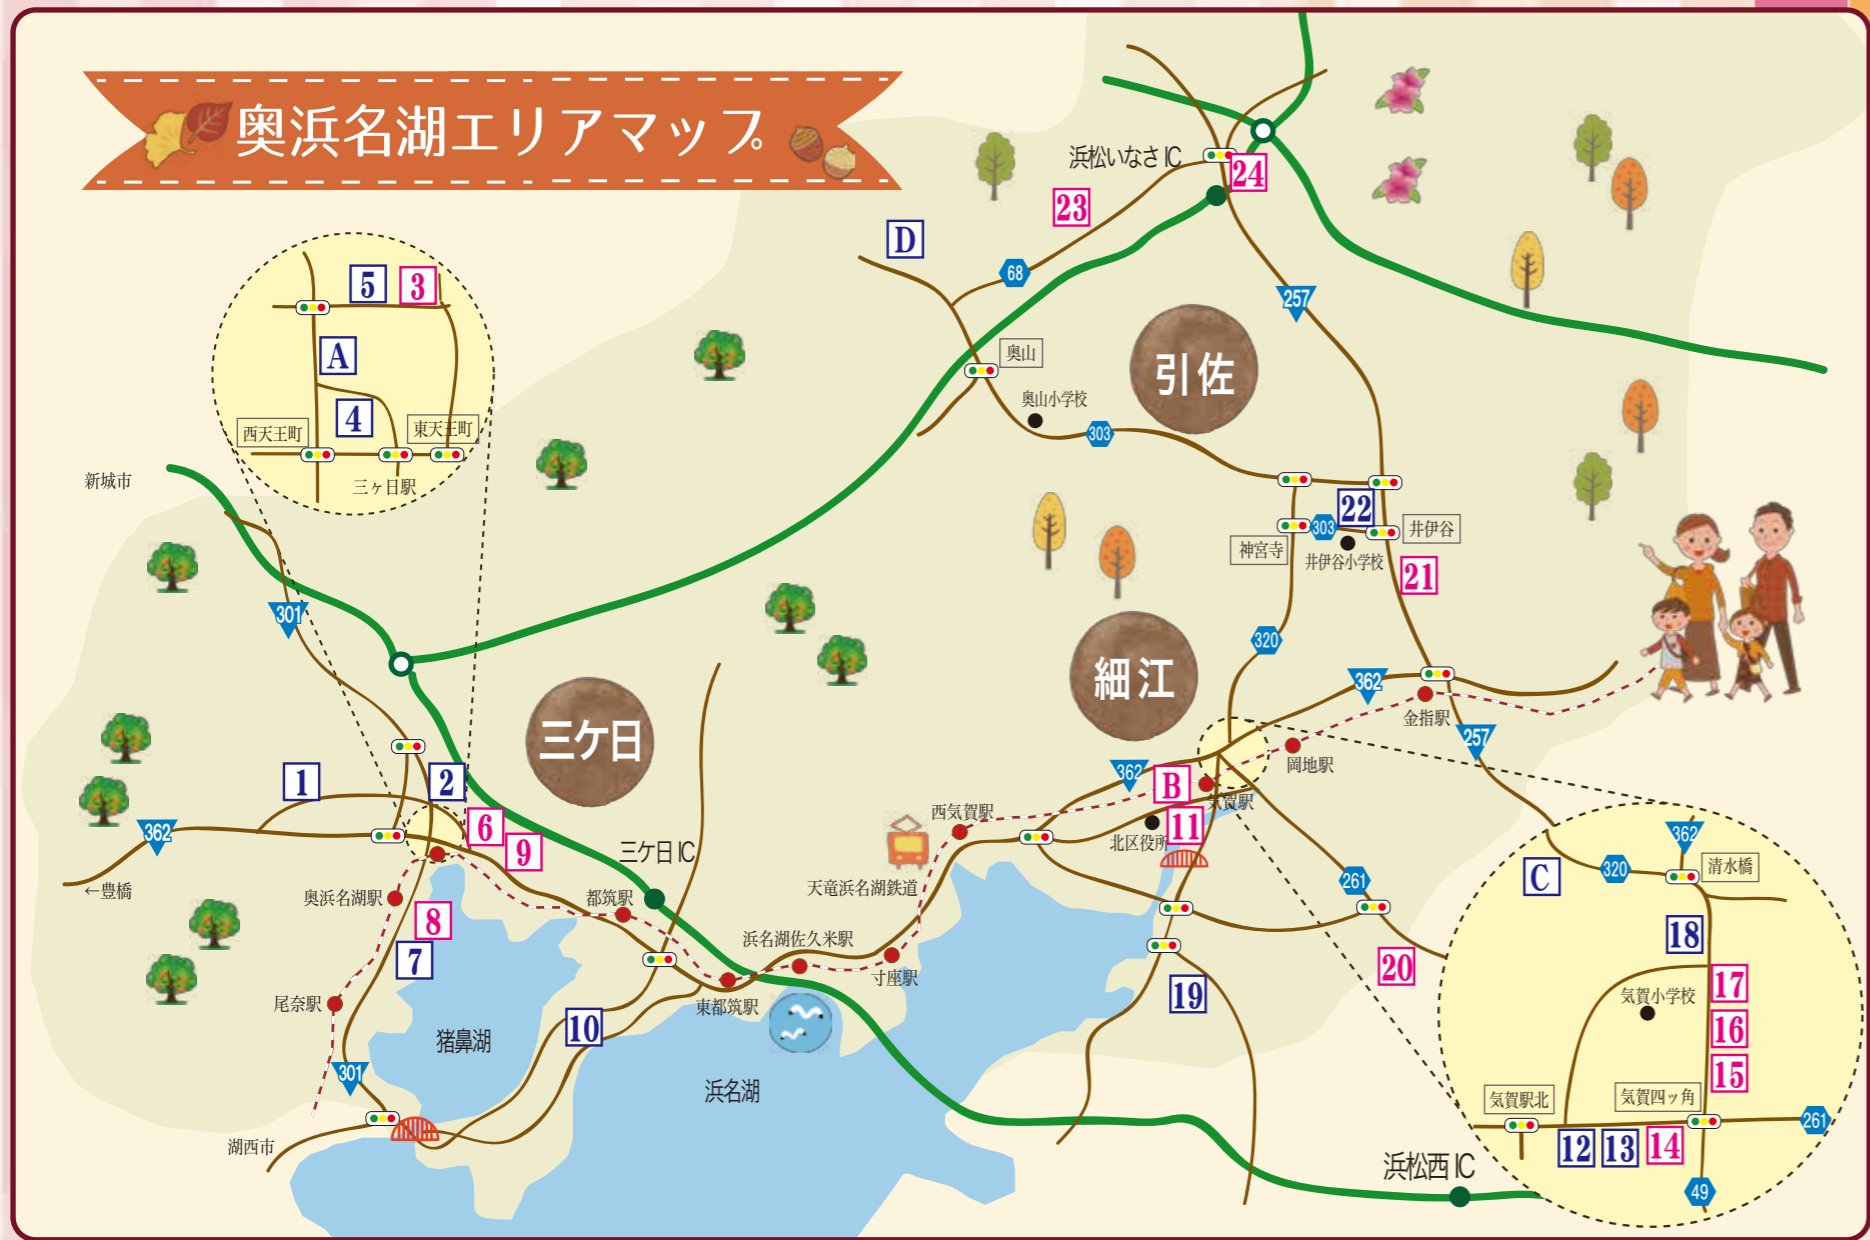 奥浜名湖エリアマップ
浜松いなさIC
24
23
D
68
257
5
3
A
4
西天王町
東天王町
三ヶ日駅
奥山
引佐
奥山小学校
303
新城市
22
303
井伊谷
神宮寺
井伊谷小学校
21
301
320
細江
362
金指駅
257
三ケ日
岡地駅
1
2
362
B
気賀駅
362
6
9
西気賀駅
北区役所
11
三ケ日IC
←豊橋
奥浜名湖駅
都筑駅
天竜浜名湖鉄道
261
8
7
浜名湖佐久米駅
寸座駅
20
19
尾奈駅
東都筑駅
10
猪鼻湖
301
浜名湖
湖西市
浜松西IC
362
C
320
清水橋
18
17
気賀小学校
16
15
気賀駅北
気賀四ッ角
261
12
13
14
49